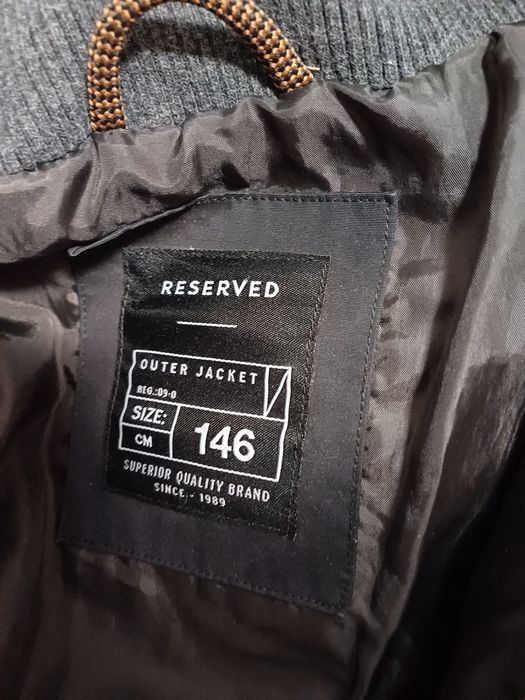 RESERVED
OUTER JACKET
REG.:09-0
SIZE:
CM
146
SUPERIOR QUALITY BRAND
SINCE - 1989